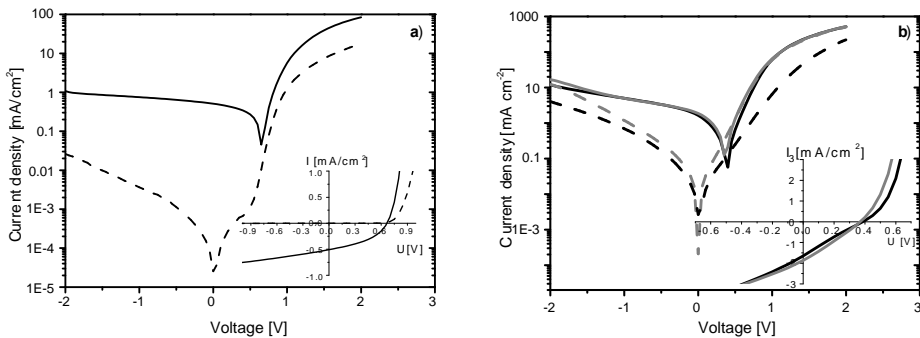 a)
Current density [mA/cm²]
100
10
1
0.1
0.01
1E-3
1E-4
1E-5
-2 -1 0 1 2 3
Voltage [V]
I [mA/cm²]
1.0
0.5
0.0
-0.5
-1.0
-0.9 -0.6 -0.3 0.0 0.3 0.6 0.9
U [V]
b)
Current density [mA cm⁻²]
1000
10
0.1
1E-3
-2 -1 0 1 2 3
Voltage [V]
I [mA/cm²]
3
2
1
0
-1
-2
-3
-0.6 -0.4 -0.2 0.0 0.2 0.4 0.6
U [V]